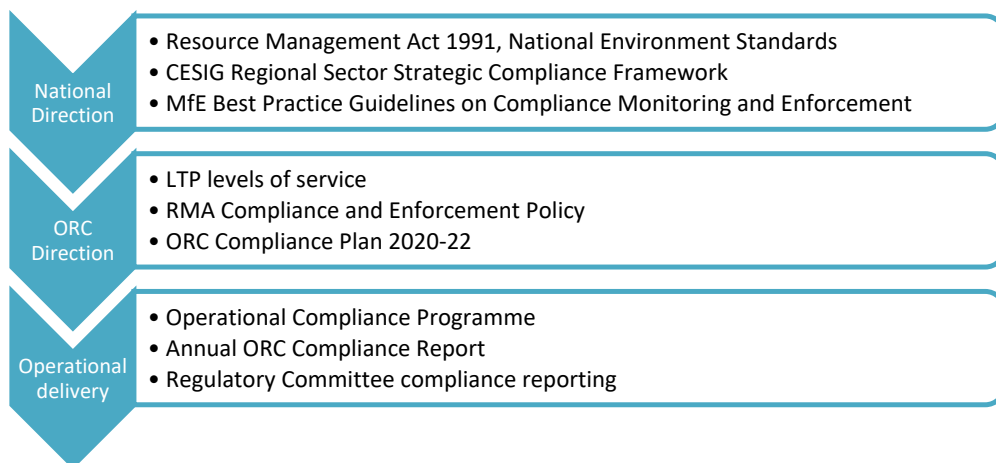 National
Direction
• Resource Management Act 1991, National Environment Standards
• CESIG Regional Sector Strategic Compliance Framework
• MfE Best Practice Guidelines on Compliance Monitoring and Enforcement
ORC
Direction
• LTP levels of service
• RMA Compliance and Enforcement Policy
• ORC Compliance Plan 2020-22
Operational
delivery
• Operational Compliance Programme
• Annual ORC Compliance Report
• Regulatory Committee compliance reporting